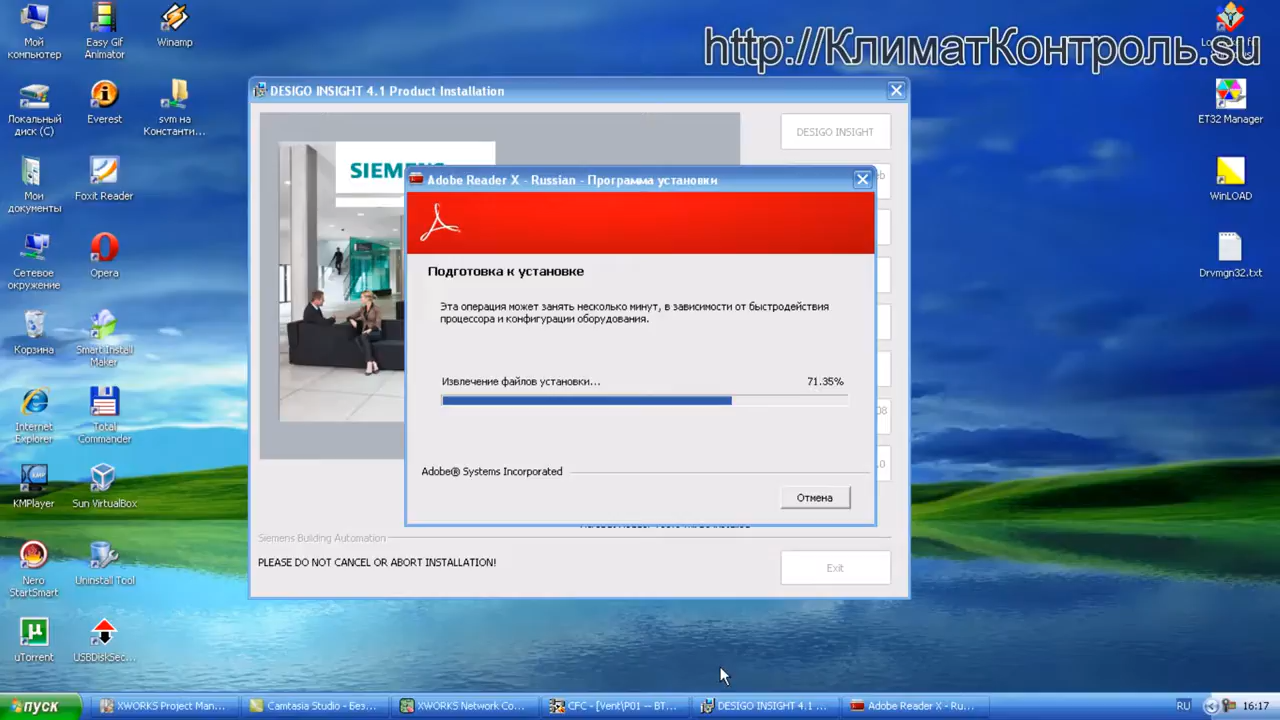 http://КлиматКонтроль.su
Мой
компьютер
Easy Gif
Animator
Winamp
Локальный
диск (C)
Everest
svm на
Константи...
Мои
документы
Foxit Reader
Сетевое
окружение
Opera
Корзина
Smart Install
Maker
Internet
Explorer
Total
Commander
KMPlayer
Sun VirtualBox
Nero
StartSmart
Uninstall Tool
uTorrent
USBDiskSec...
ET32 Manager
WinLOAD
Drvmgn32.txt
DESIGO INSIGHT 4.1 Product Installation
DESIGO INSIGHT
SIEMENS
Adobe Reader X - Russian - Программа установки
Подготовка к установке
Эта операция может занять несколько минут, в зависимости от быстродействия
процессора и конфигурации оборудования.
Извлечение файлов установки... 71.35%
Adobe® Systems Incorporated
Отмена
Siemens Building Automation
PLEASE DO NOT CANCEL OR ABORT INSTALLATION!
Exit
пуск
XWORKS Project Man...
Camtasia Studio - Без...
XWORKS Network Co...
CFC - [Vent\P01 -- BT...
DESIGO INSIGHT 4.1 ...
Adobe Reader X - Ru...
RU
16:17